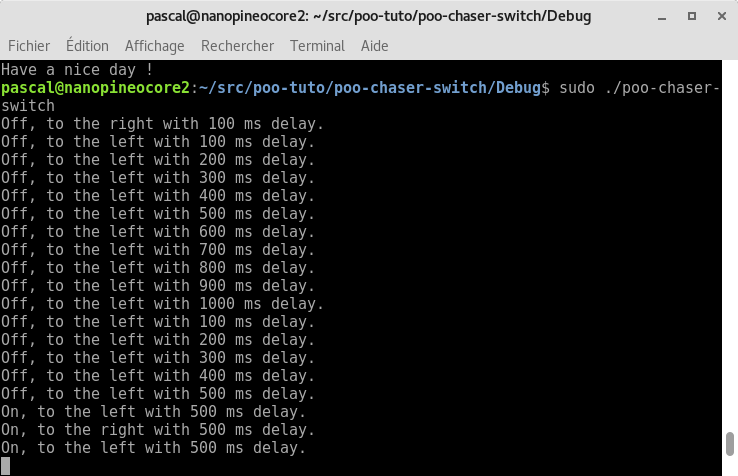 pascal@nanopineocore2: ~/src/poo-tuto/poo-chaser-switch/Debug
Fichier Édition Affichage Rechercher Terminal Aide
Have a nice day !
pascal@nanopineocore2:~/src/poo-tuto/poo-chaser-switch/Debug$ sudo ./poo-chaser-
switch
Off, to the right with 100 ms delay.
Off, to the left with 100 ms delay.
Off, to the left with 200 ms delay.
Off, to the left with 300 ms delay.
Off, to the left with 400 ms delay.
Off, to the left with 500 ms delay.
Off, to the left with 600 ms delay.
Off, to the left with 700 ms delay.
Off, to the left with 800 ms delay.
Off, to the left with 900 ms delay.
Off, to the left with 1000 ms delay.
Off, to the left with 100 ms delay.
Off, to the left with 200 ms delay.
Off, to the left with 300 ms delay.
Off, to the left with 400 ms delay.
Off, to the left with 500 ms delay.
On, to the left with 500 ms delay.
On, to the right with 500 ms delay.
On, to the left with 500 ms delay.